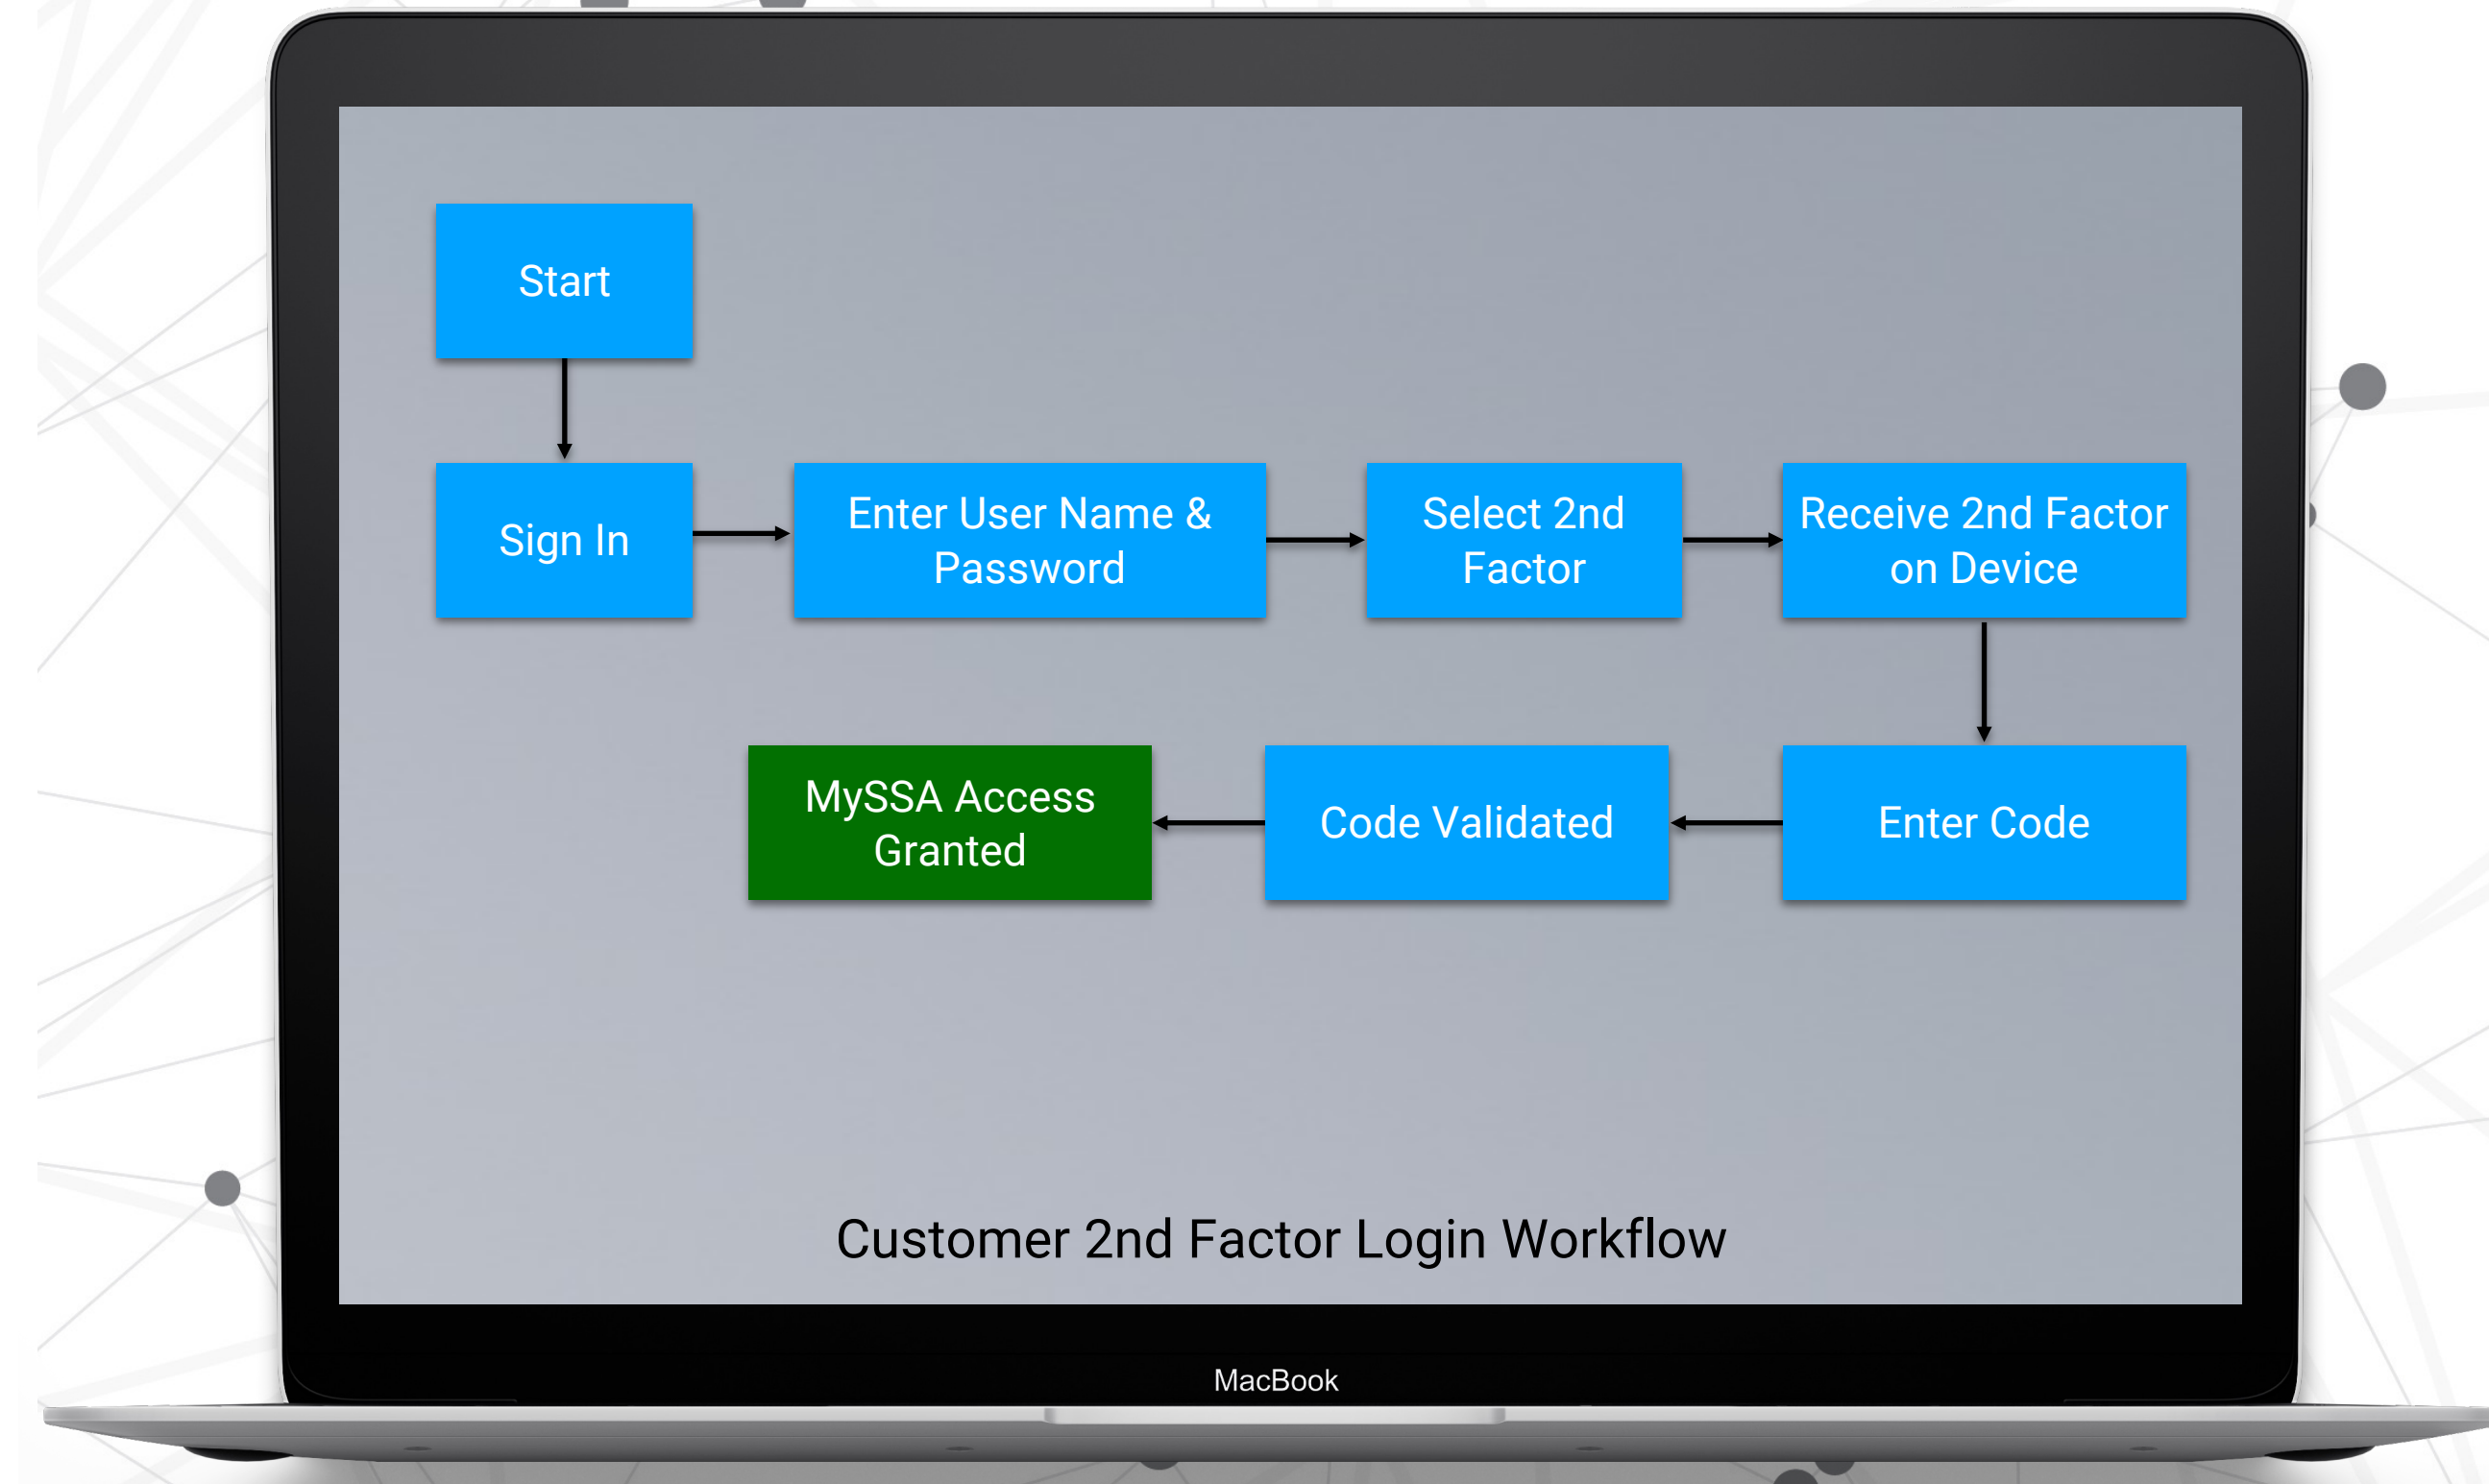 Start
Sign In
Enter User Name &
Password
Select 2nd
Factor
Receive 2nd Factor
on Device
Enter Code
Code Validated
MySSA Access
Granted
Customer 2nd Factor Login Workflow
MacBook